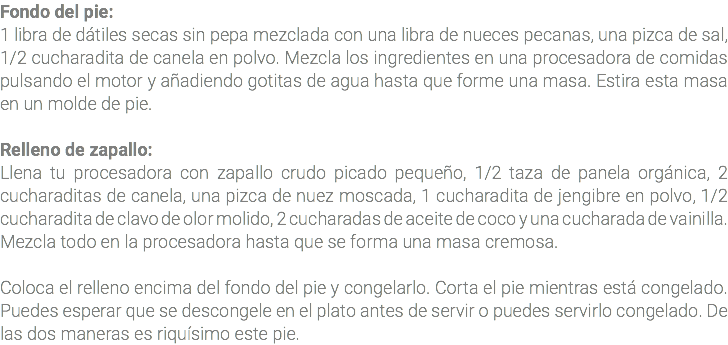 Fondo del pie:
1 libra de dátiles secas sin pepa mezclada con una libra de nueces pecanas, una pizca de sal,
1/2 cucharadita de canela en polvo. Mezcla los ingredientes en una procesadora de comidas
pulsando el motor y añadiendo gotitas de agua hasta que forme una masa. Estira esta masa
en un molde de pie.

Relleno de zapallo:
Llena tu procesadora con zapallo crudo picado pequeño, 1/2 taza de panela orgánica, 2
cucharaditas de canela, una pizca de nuez moscada, 1 cucharadita de jengibre en polvo, 1/2
cucharadita de clavo de olor molido, 2 cucharadas de aceite de coco y una cucharada de vainilla.
Mezcla todo en la procesadora hasta que se forma una masa cremosa.

Coloca el relleno encima del fondo del pie y congelarlo. Corta el pie mientras está congelado.
Puedes esperar que se descongele en el plato antes de servir o puedes servirlo congelado. De
las dos maneras es riquísimo este pie.